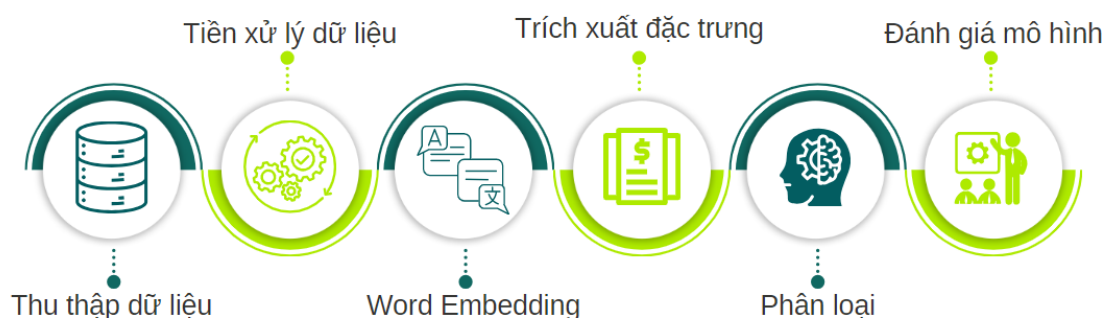 Tiền xử lý dữ liệu
Trích xuất đặc trưng
Đánh giá mô hình
A
文
$
Thu thập dữ liệu
Word Embedding
Phân loại